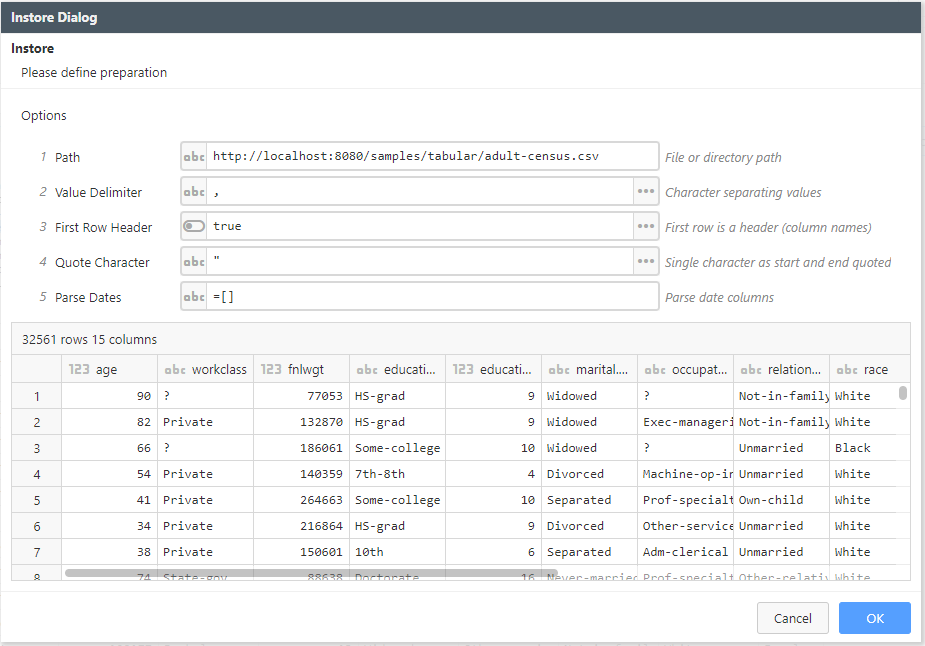 Instore Dialog
Instore
Please define preparation
Options
1 Path abc http://localhost:8080/samples/tabular/adult-census.csv File or directory path
2 Value Delimiter abc , ••• Character separating values
3 First Row Header true ••• First row is a header (column names)
4 Quote Character abc " ••• Single character as start and end quoted
5 Parse Dates abc =[] Parse date columns
32561 rows 15 columns
123 age abc workclass 123 fnlwgt abc educati... 123 educati... abc marital.... abc occupat... abc relation... abc race
1 90 ? 77053 HS-grad 9 Widowed ? Not-in-family White
2 82 Private 132870 HS-grad 9 Widowed Exec-manageri Not-in-family White
3 66 ? 186061 Some-college 10 Widowed ? Unmarried Black
4 54 Private 140359 7th-8th 4 Divorced Machine-op-in Unmarried White
5 41 Private 264663 Some-college 10 Separated Prof-specialt Own-child White
6 34 Private 216864 HS-grad 9 Divorced Other-service Unmarried White
7 38 Private 150601 10th 6 Separated Adm-clerical Unmarried White
8 74 State-gov 88638 Doctorate 16 Never-married Prof-specialt Other-relativ White
Cancel OK